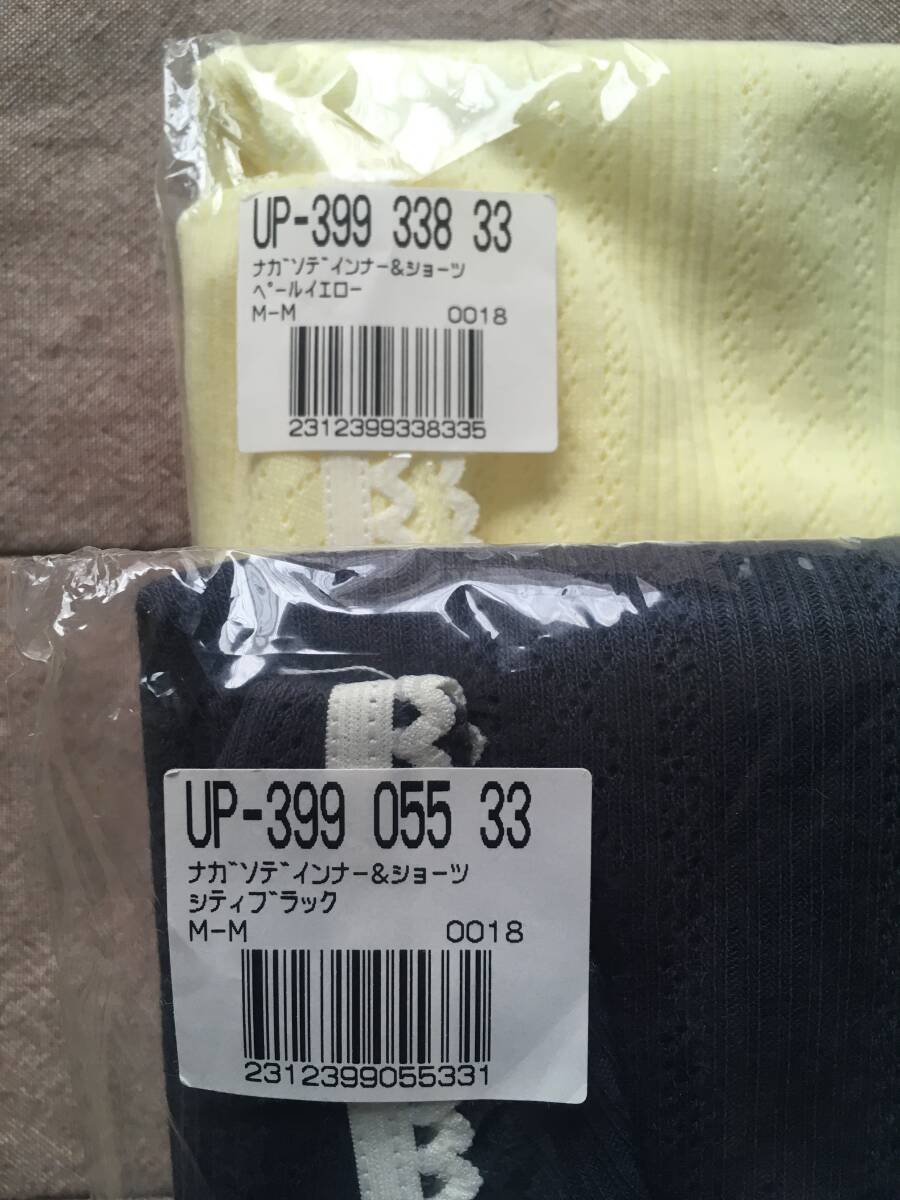 UP-399 338 33
ﾅｶﾞｿﾃﾞｲﾝﾅｰ&ｼｮｰﾂ
ﾍﾟｰﾙｲｴﾛｰ
M-M 0018
2312399338335
UP-399 055 33
ﾅｶﾞｿﾃﾞｲﾝﾅｰ&ｼｮｰﾂ
ｼﾃｨﾌﾞﾗｯｸ
M-M 0018
2312399055331